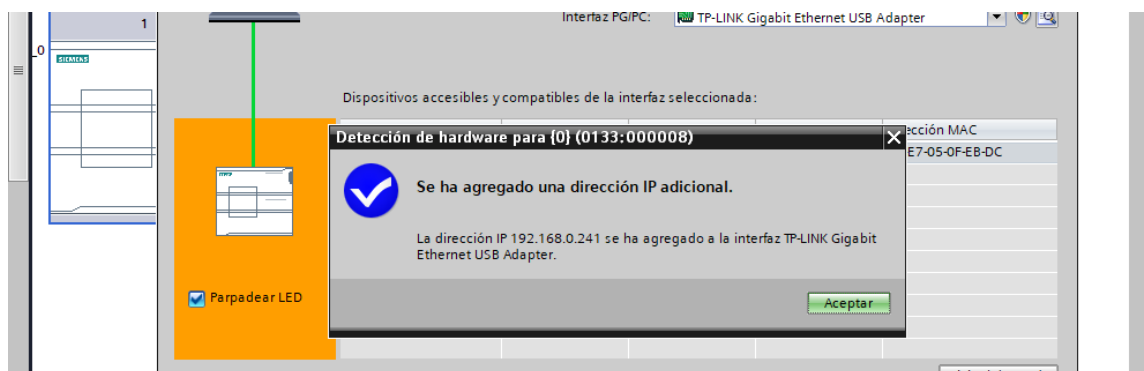 1
Interfaz PG/PC:
TP-LINK Gigabit Ethernet USB Adapter
_0
SIEMENS
Dispositivos accesibles y compatibles de la interfaz seleccionada:
Detección de hardware para {0} (0133:000008)
ección MAC
E7-05-0F-EB-DC
Se ha agregado una dirección IP adicional.
La dirección IP 192.168.0.241 se ha agregado a la interfaz TP-LINK Gigabit
Ethernet USB Adapter.
Parpadear LED
Aceptar